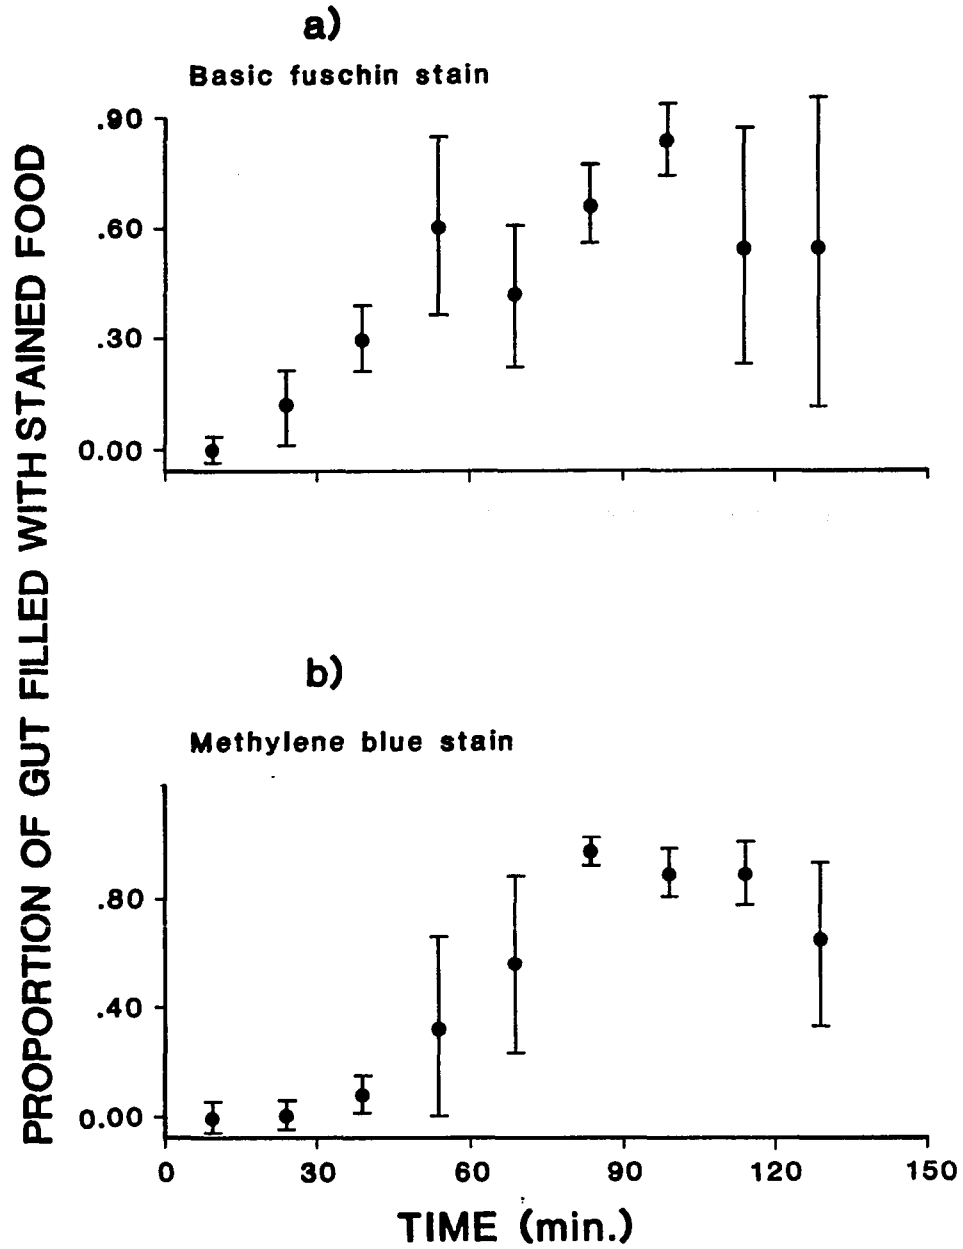 a)
Basic fuschin stain
.90
.60
.30
0.00
PROPORTION OF GUT FILLED WITH STAINED FOOD
b)
Methylene blue stain
.80
.40
0.00
0 30 60 90 120 150
TIME (min.)